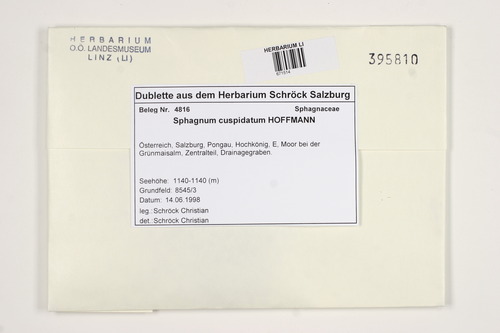 HERBARIUM
O.Ö. LANDESMUSEUM
LINZ (LI)
HERBARIUM LI
395810
Dublette aus dem Herbarium Schröck Salzburg
Beleg Nr. 4816 Sphagnaceae
Sphagnum cuspidatum HOFFMANN
Österreich, Salzburg, Pongau, Hochkönig, E, Moor bei der
Grünmaisalm, Zentralteil, Drainagegraben.
Seehöhe: 1140-1140 (m)
Grundfeld: 8545/3
Datum: 14.06.1998
leg.: Schröck Christian
det.: Schröck Christian